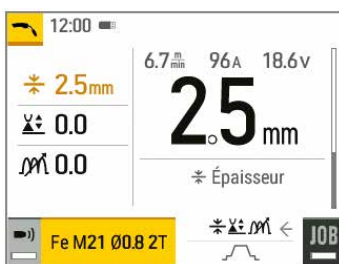 12:00
6.7 m/min 96A 18.6V
2.5mm
0.0
0.0
2.5 mm
Épaisseur
Fe M21 Ø0.8 2T
JOB